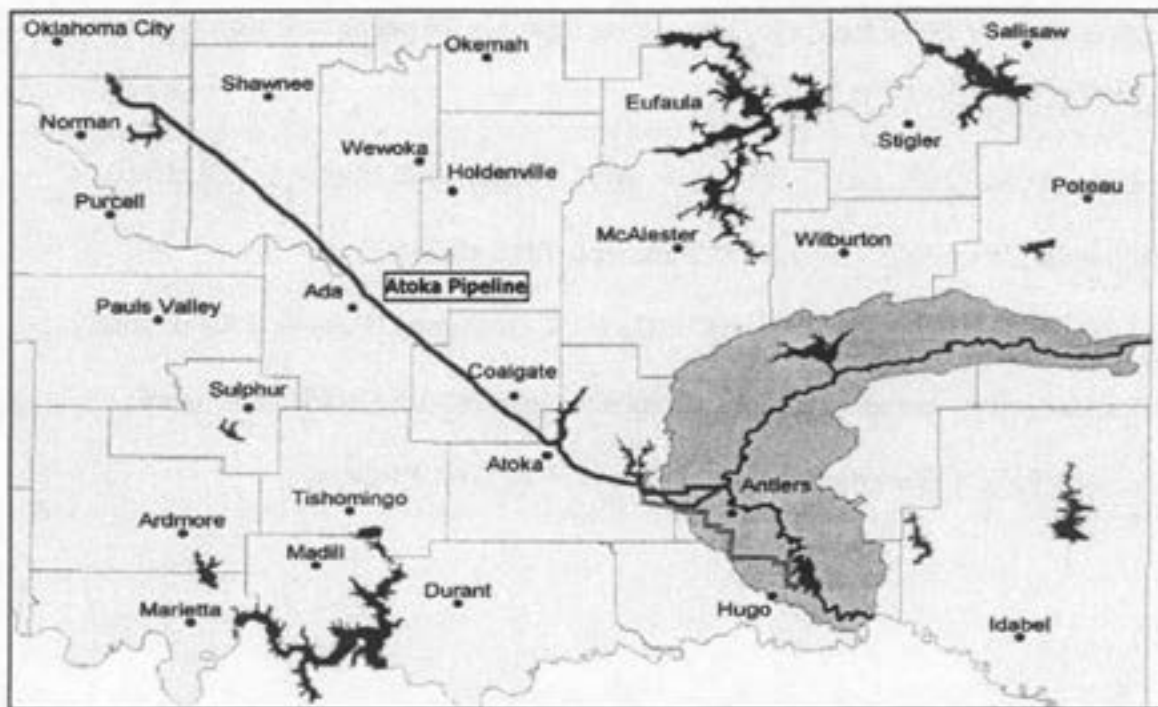 Oklahoma City
Sallisaw
Okemah
Shawnee
Eufaula
Norman
Stigler
Wewoka
Holdenville
Poteau
Purcell
McAlester
Wilburton
Atoka Pipeline
Ada
Pauls Valley
Coalgate
Sulphur
Atoka
Antlers
Tishomingo
Ardmore
Madill
Durant
Marietta
Hugo
Idabel